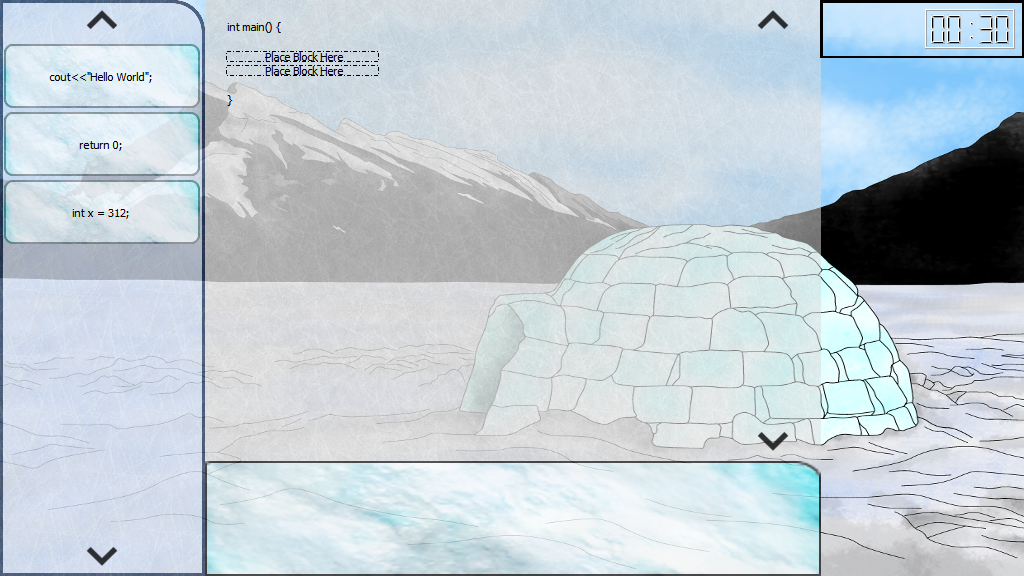 cout<<"Hello World";
return 0;
int x = 312;
int main() {
Place Block Here
Place Block Here
}
00:30